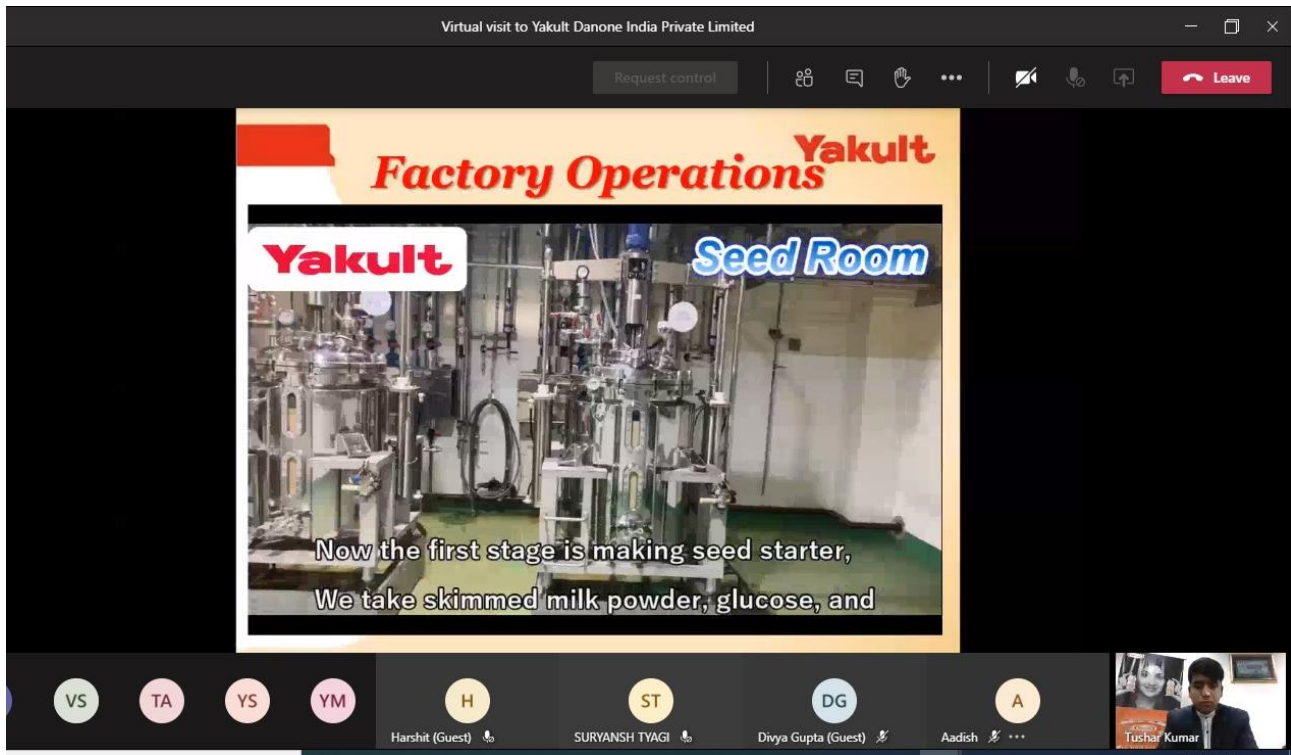 Virtual visit to Yakult Danone India Private Limited
Request control
Leave
Yakult
Factory Operations
Yakult
Seed Room
Now the first stage is making seed starter,
We take skimmed milk powder, glucose, and
VS
TA
YS
YM
H
ST
DG
A
Harshit (Guest)
SURYANSH TYAGI
Divya Gupta (Guest)
Aadish
Tushar Kumar